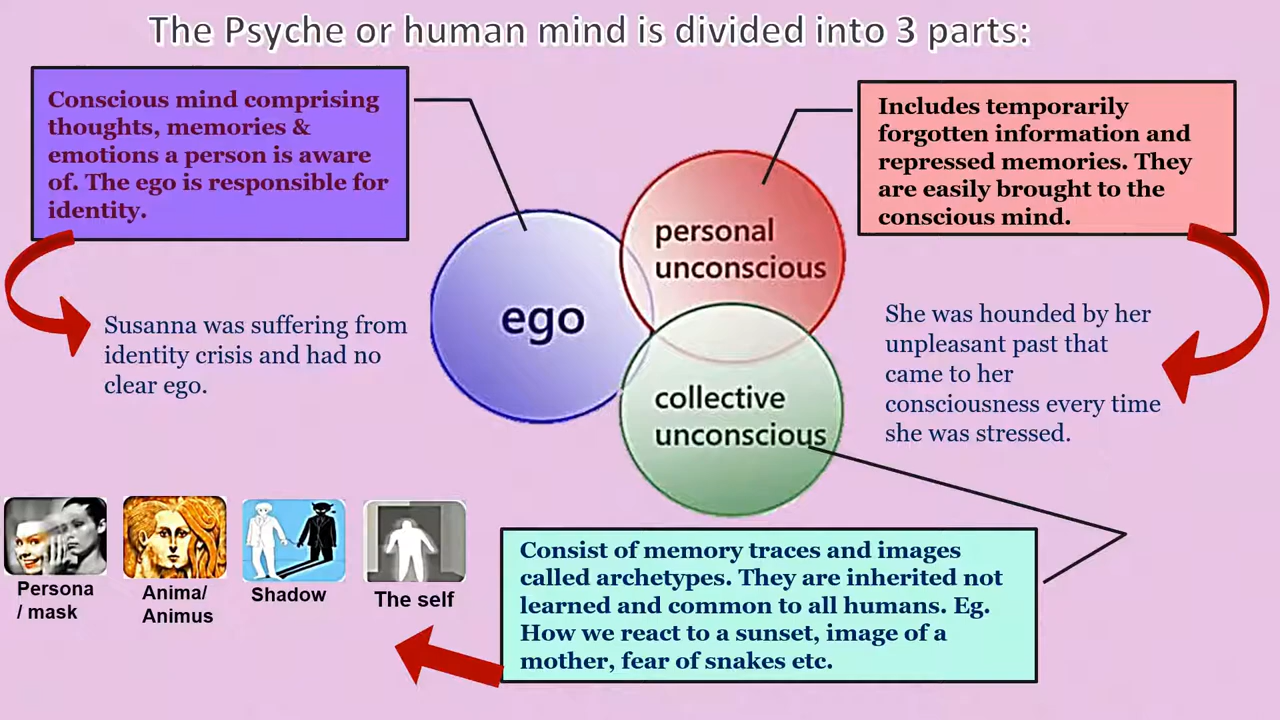 The Psyche or human mind is divided into 3 parts:
Conscious mind comprising
thoughts, memories &
emotions a person is aware
of. The ego is responsible for
identity.
Includes temporarily
forgotten information and
repressed memories. They
are easily brought to the
conscious mind.
personal
unconscious
ego
collective
unconscious
Susanna was suffering from
identity crisis and had no
clear ego.
She was hounded by her
unpleasant past that
came to her
consciousness every time
she was stressed.
Persona
/ mask
Anima/
Animus
Shadow
The self
Consist of memory traces and images
called archetypes. They are inherited not
learned and common to all humans. Eg.
How we react to a sunset, image of a
mother, fear of snakes etc.